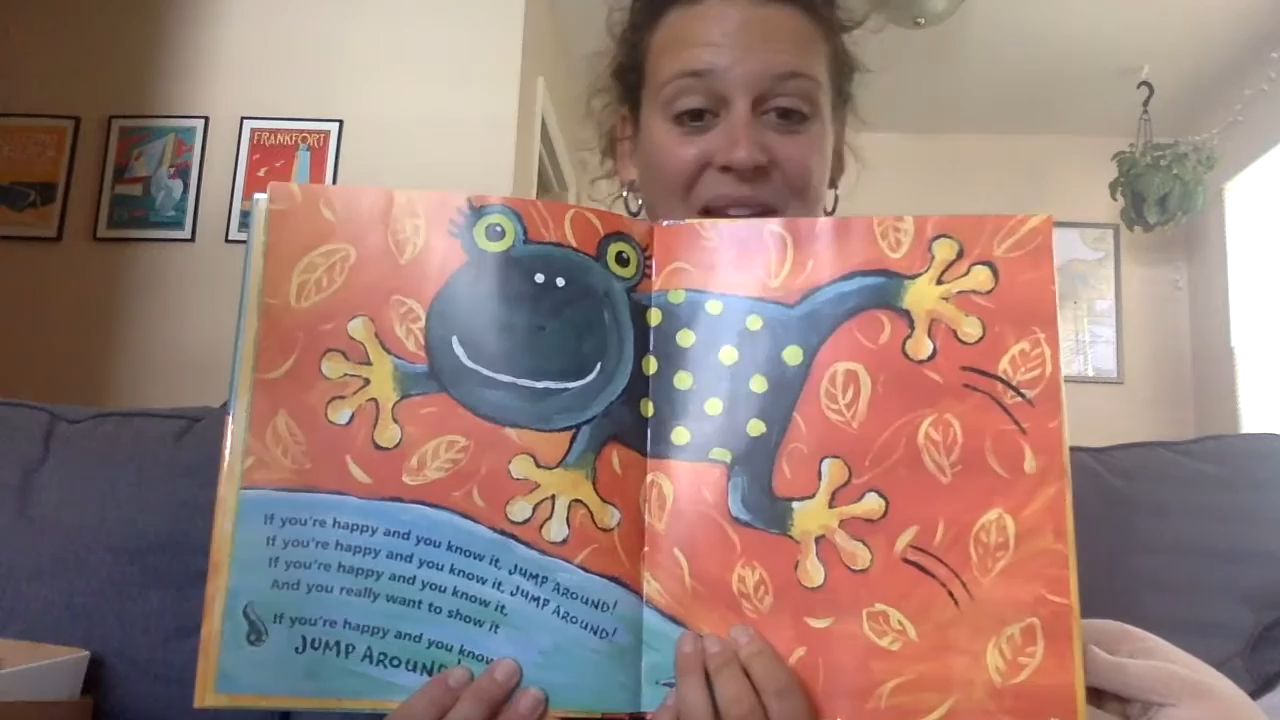 FRANKFORT
If you're happy and you know it, JUMP AROUND!
If you're happy and you know it, JUMP AROUND!
If you're happy and you know it,
And you really want to show it
If you're happy and you know
JUMP AROUND!